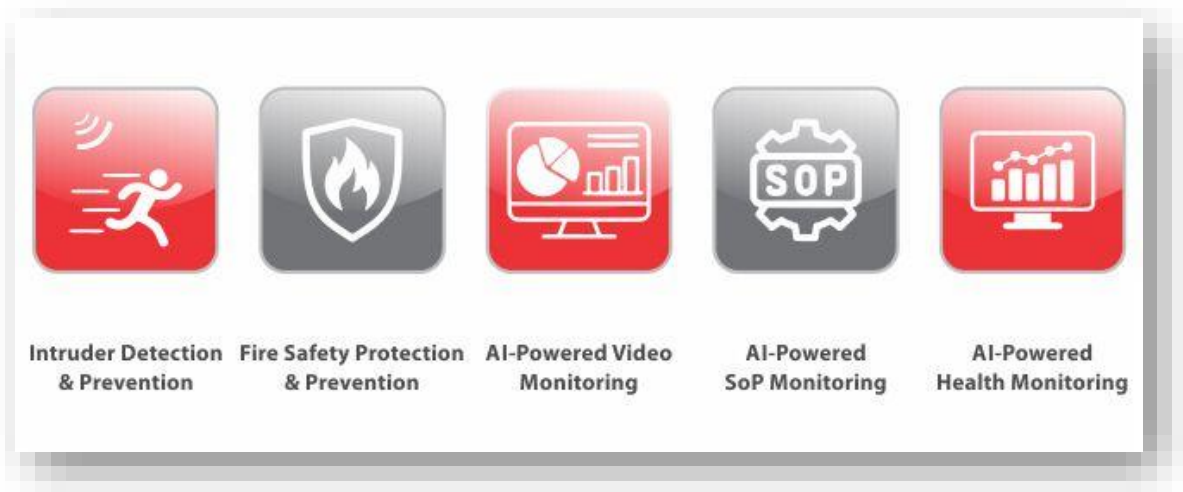 SOP
Intruder Detection
& Prevention
Fire Safety Protection
& Prevention
AI-Powered Video
Monitoring
AI-Powered
SoP Monitoring
AI-Powered
Health Monitoring